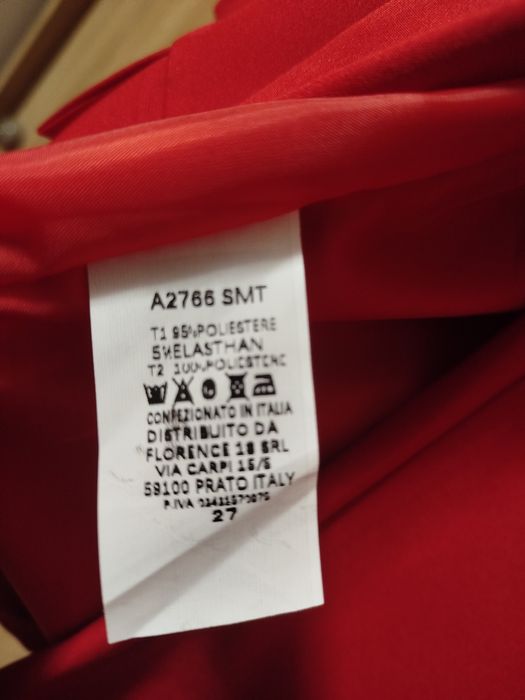 A2766 SMT
T1 95%POLIESTERE
5%ELASTHAN
T2 100%POLIESTERE
CONFEZIONATO IN ITALIA
DISTRIBUITO DA
FLORENCE 18 SRL
VIA CARPI 15/5
59100 PRATO ITALY
P.IVA
27